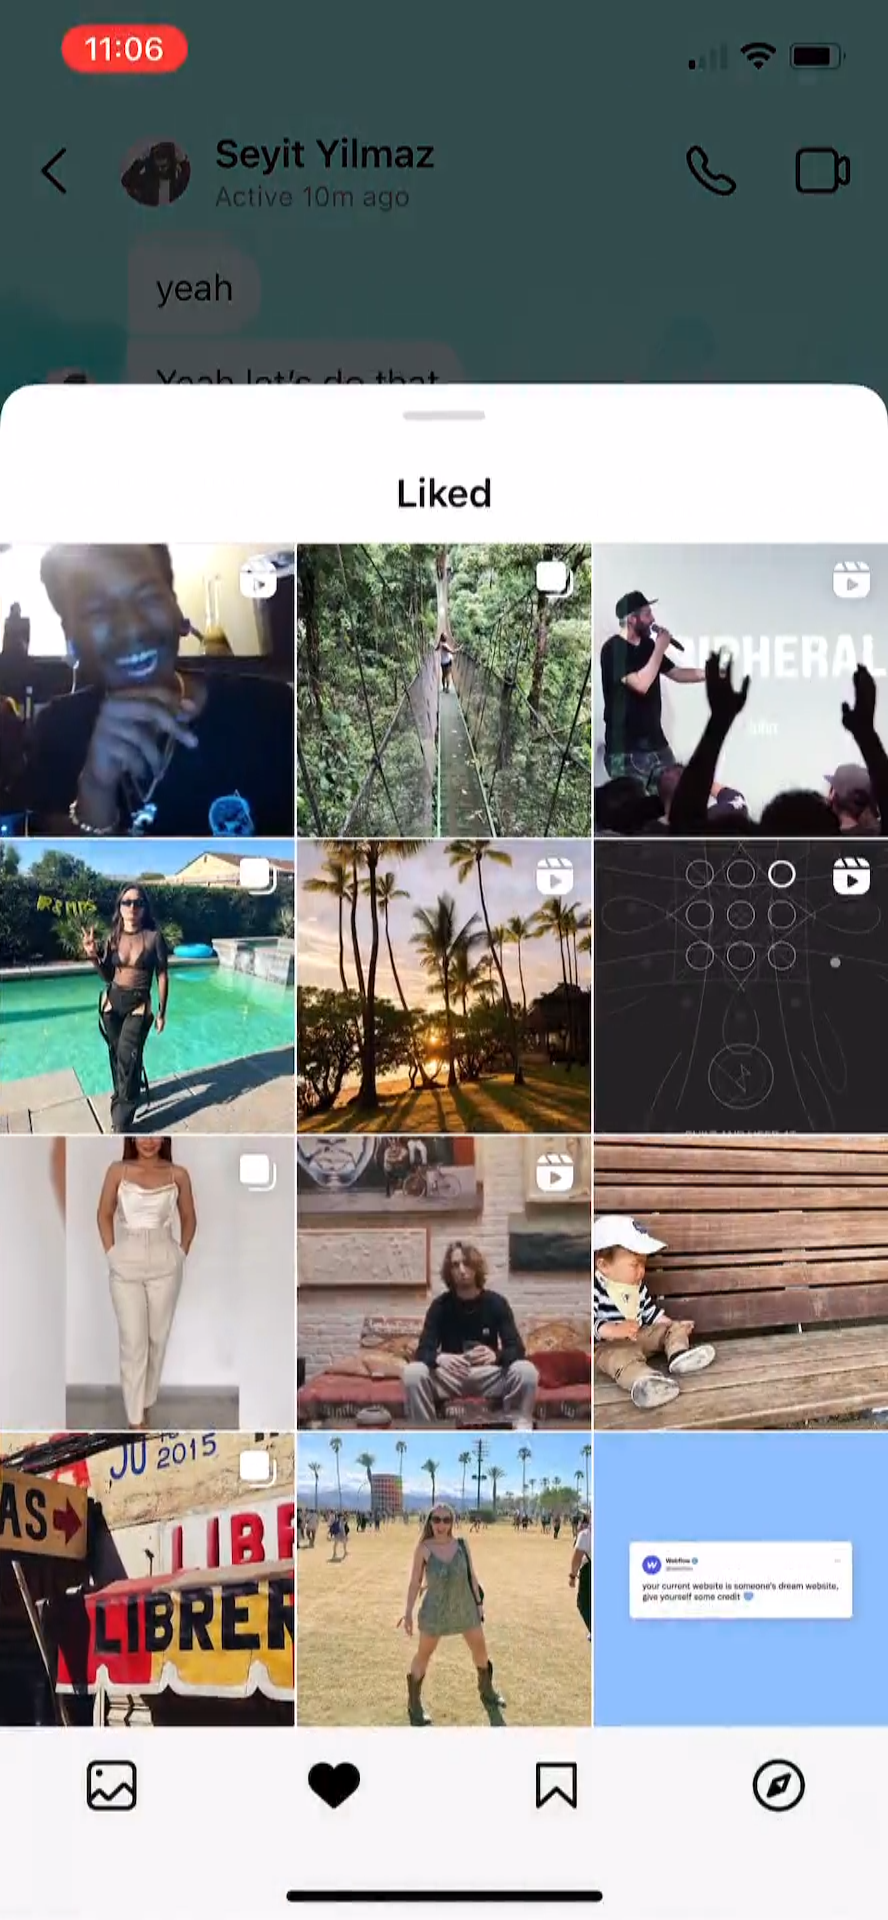 11:06
Seyit Yilmaz
Active 10m ago
yeah
Yeah let's do that
Liked
PHERAL
JU
2015
AS
LIBR
LIBRER
Webflow
your current website is someone's dream website,
give yourself some credit